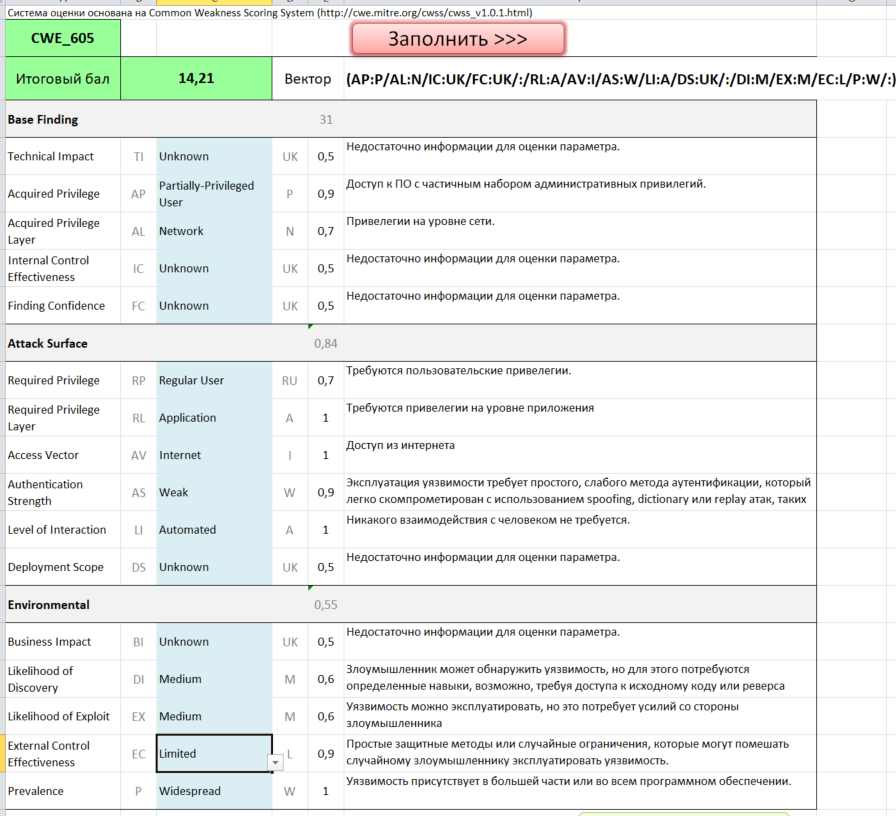 Система оценки основана на Common Weakness Scoring System (http://cwe.mitre.org/cwss/cwss_v1.0.1.html)
CWE_605
Заполнить >>>
Итоговый бал 14,21 Вектор (AP:P/AL:N/IC:UK/FC:UK/:/RL:A/AV:I/AS:W/LI:A/DS:UK/:/DI:M/EX:M/EC:L/P:W/:)
Base Finding 31
Technical Impact TI Unknown UK 0,5 Недостаточно информации для оценки параметра.
Acquired Privilege AP Partially-Privileged
User P 0,9 Доступ к ПО с частичным набором административных привилегий.
Acquired Privilege
Layer AL Network N 0,7 Привелегии на уровне сети.
Internal Control
Effectiveness IC Unknown UK 0,5 Недостаточно информации для оценки параметра.
Finding Confidence FC Unknown UK 0,5 Недостаточно информации для оценки параметра.
Attack Surface 0,84
Required Privilege RP Regular User RU 0,7 Требуются пользовательские привелегии.
Required Privilege
Layer RL Application A 1 Требуются привелегии на уровне приложения
Access Vector AV Internet I 1 Доступ из интернета
Authentication
Strength AS Weak W 0,9 Эксплуатация уязвимости требует простого, слабого метода аутентификации, который
легко скомпрометирован с использованием spoofing, dictionary или replay атак, таких
Level of Interaction LI Automated A 1 Никакого взаимодействия с человеком не требуется.
Deployment Scope DS Unknown UK 0,5 Недостаточно информации для оценки параметра.
Environmental 0,55
Business Impact BI Unknown UK 0,5 Недостаточно информации для оценки параметра.
Likelihood of
Discovery DI Medium M 0,6 Злоумышленник может обнаружить уязвимость, но для этого потребуются
определенные навыки, возможно, требуя доступа к исходному коду или реверса
Likelihood of Exploit EX Medium M 0,6 Уязвимость можно эксплуатировать, но это потребует усилий со стороны
злоумышленника
External Control
Effectiveness EC Limited L 0,9 Простые защитные методы или случайные ограничения, которые могут помешать
случайному злоумышленнику эксплуатировать уязвимость.
Prevalence P Widespread W 1 Уязвимость присутствует в большей части или во всем программном обеспечении.